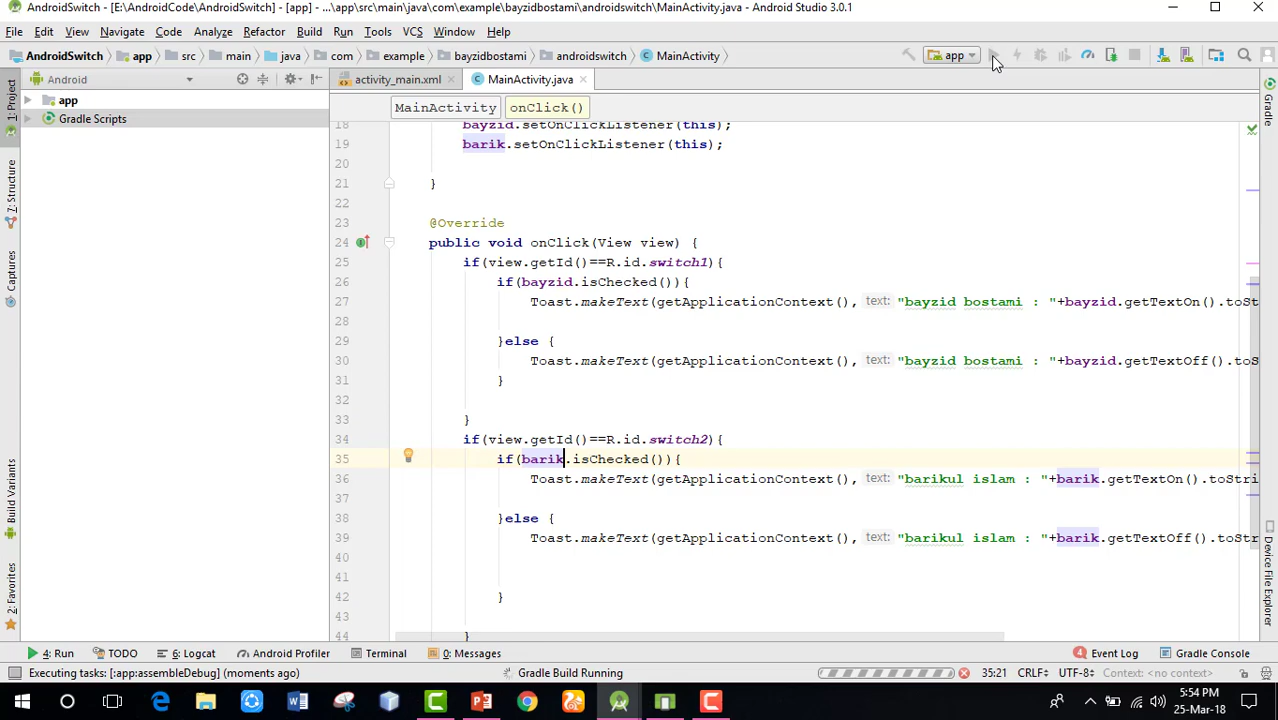 AndroidSwitch - [E:\AndroidCode\AndroidSwitch] - [app] - ...\app\src\main\java\com\example\bayzidbostami\androidswitch\MainActivity.java - Android Studio 3.0.1
File Edit View Navigate Code Analyze Refactor Build Run Tools VCS Window Help
AndroidSwitch app src main java com example bayzidbostami androidswitch MainActivity app
Android activity_main.xml MainActivity.java
MainActivity onClick()
app
Gradle Scripts
1: Project
7: Structure
Captures
Build Variants
2: Favorites
Gradle
Device File Explorer
18 bayzid.setOnClickListener(this);
19 barik.setOnClickListener(this);
20
21 }
22
23 @Override
24 public void onClick(View view) {
25 if(view.getId()==R.id.switch1){
26 if(bayzid.isChecked()){
27 Toast.makeText(getApplicationContext(), text: "bayzid bostami : "+bayzid.getTextOn().toStr
28
29 }else {
30 Toast.makeText(getApplicationContext(), text: "bayzid bostami : "+bayzid.getTextOff().toSt
31 }
32
33 }
34 if(view.getId()==R.id.switch2){
35 if(barik.isChecked()){
36 Toast.makeText(getApplicationContext(), text: "barikul islam : "+barik.getTextOn().toStri
37
38 }else {
39 Toast.makeText(getApplicationContext(), text: "barikul islam : "+barik.getTextOff().toStr
40
41
42 }
43
44 }
4: Run TODO 6: Logcat Android Profiler Terminal 0: Messages 4 Event Log Gradle Console
Executing tasks: [:app:assembleDebug] (moments ago) Gradle Build Running 35:21 CRLF÷ UTF-8÷ Context: <no context>
5:54 PM
25-Mar-18